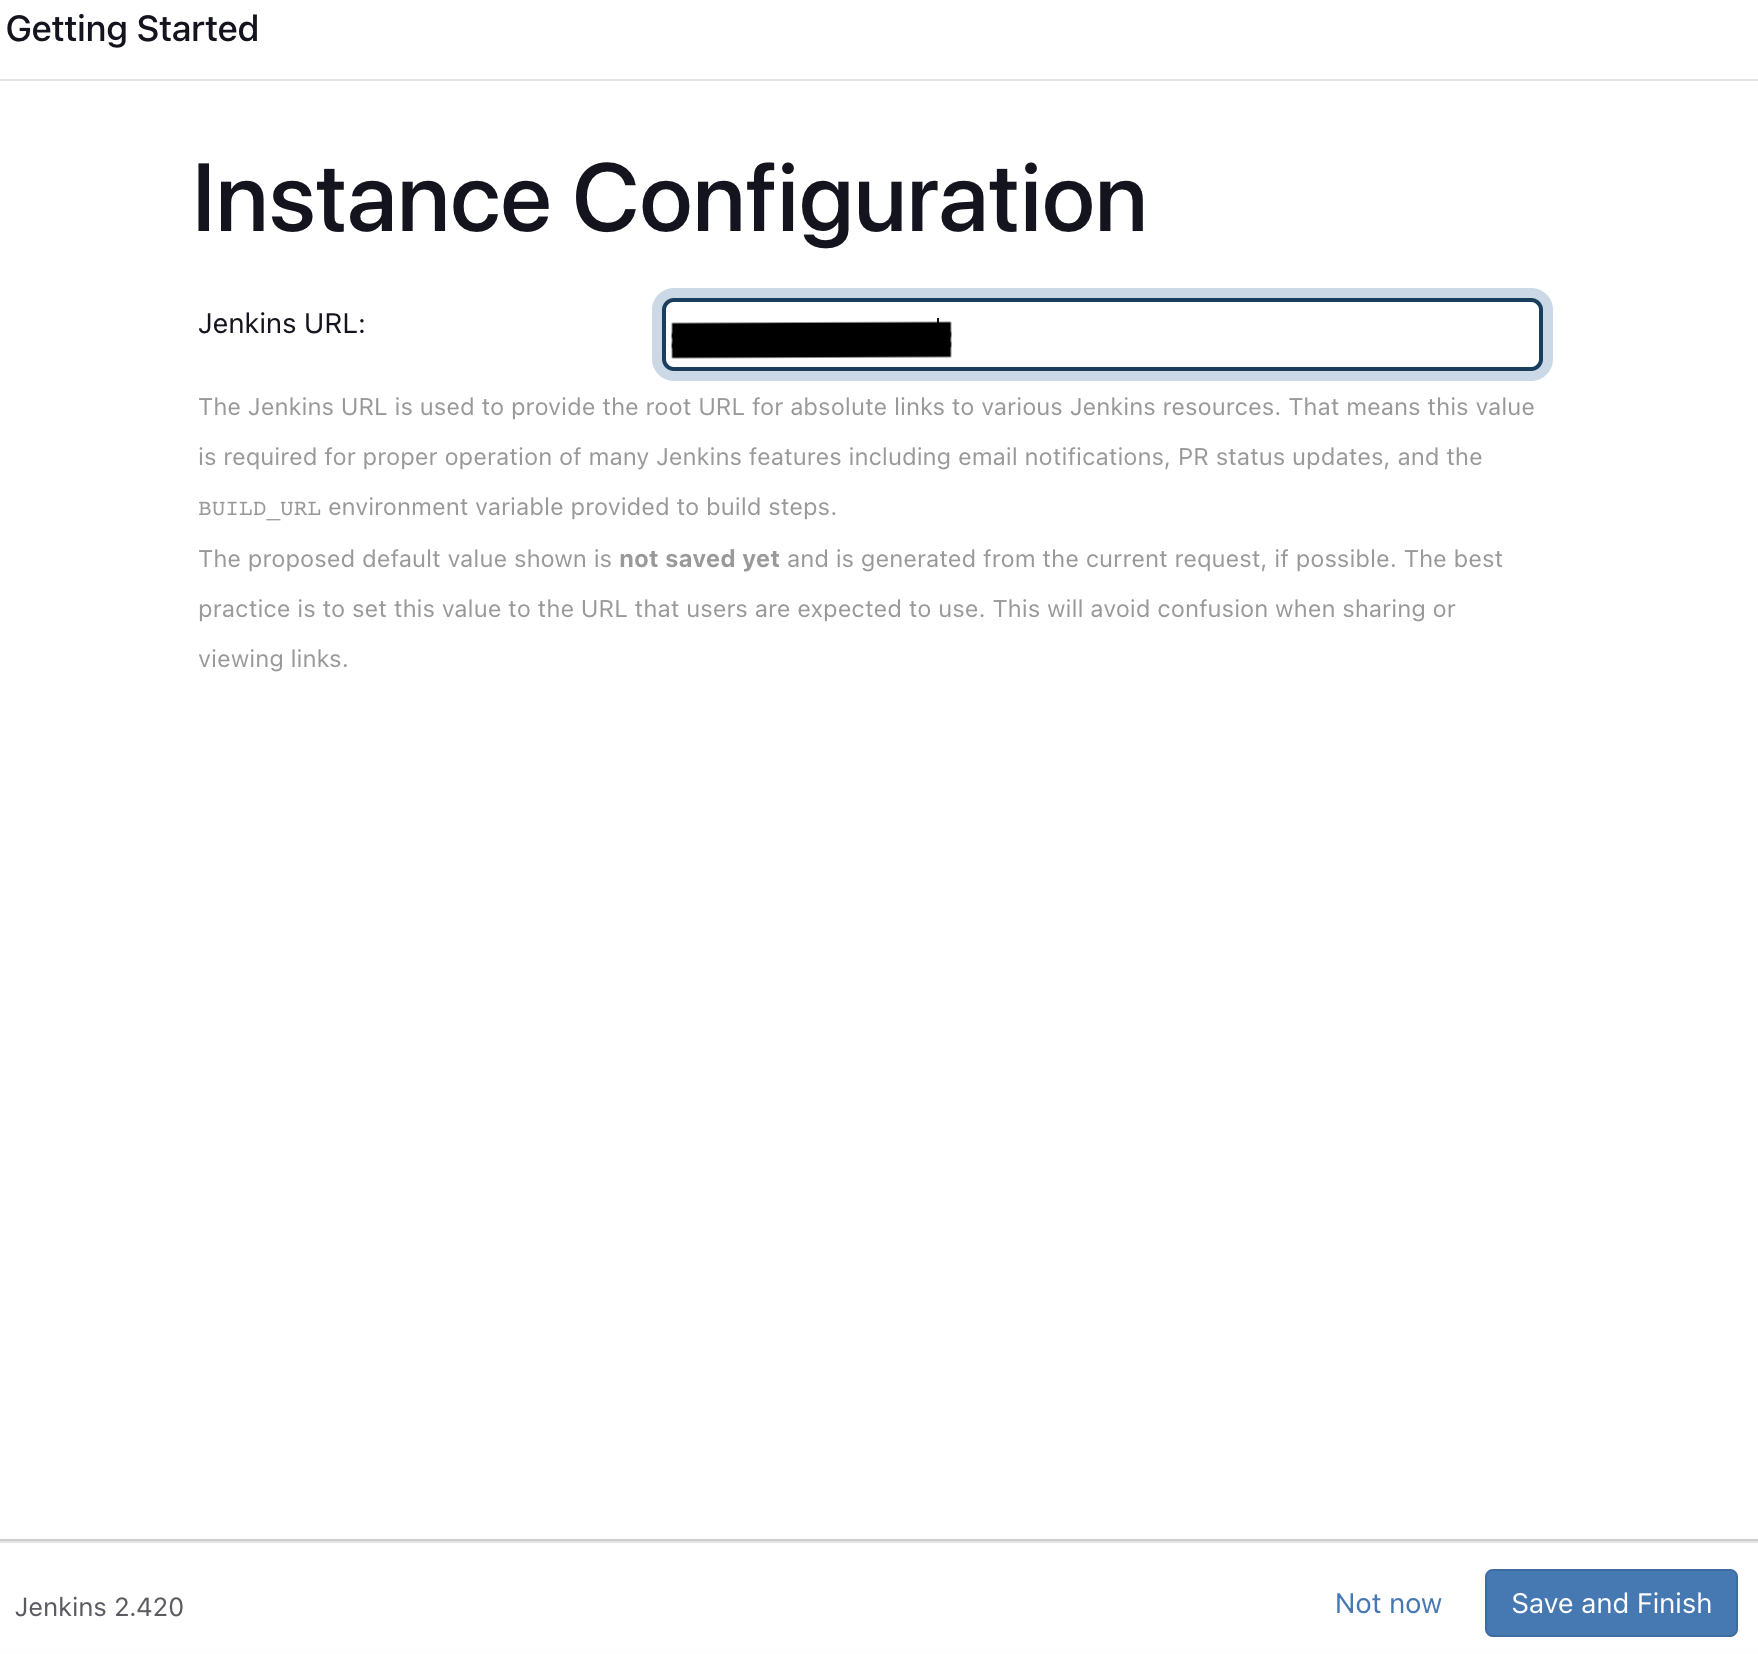 Getting Started
Instance Configuration
Jenkins URL:
The Jenkins URL is used to provide the root URL for absolute links to various Jenkins resources. That means this value
is required for proper operation of many Jenkins features including email notifications, PR status updates, and the
BUILD_URL environment variable provided to build steps.
The proposed default value shown is not saved yet and is generated from the current request, if possible. The best
practice is to set this value to the URL that users are expected to use. This will avoid confusion when sharing or
viewing links.
Jenkins 2.420
Not now
Save and Finish